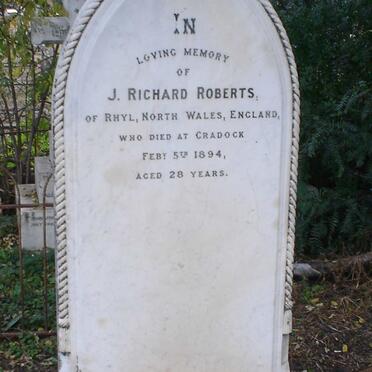 IN
LOVING MEMORY
OF
J. RICHARD ROBERTS,
OF RHYL, NORTH WALES, ENGLAND,
WHO DIED AT CRADOCK
FEBY 5TH 1894,
AGED 28 YEARS.